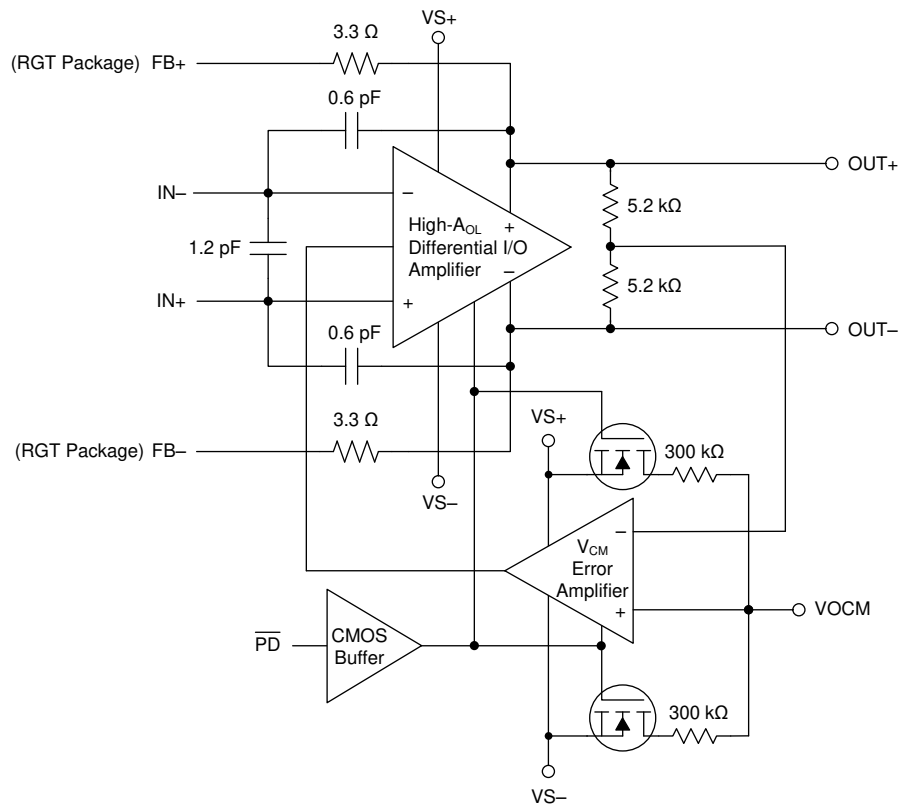 VS+
3.3 Ω
(RGT Package) FB+
0.6 pF
OUT+
IN–
–
High-AOL
Differential I/O
Amplifier
+
–
5.2 kΩ
1.2 pF
5.2 kΩ
IN+
+
0.6 pF
OUT–
3.3 Ω
VS+
(RGT Package) FB–
300 kΩ
VS–
–
VCM
Error
Amplifier
+
VOCM
PD
CMOS
Buffer
300 kΩ
VS–